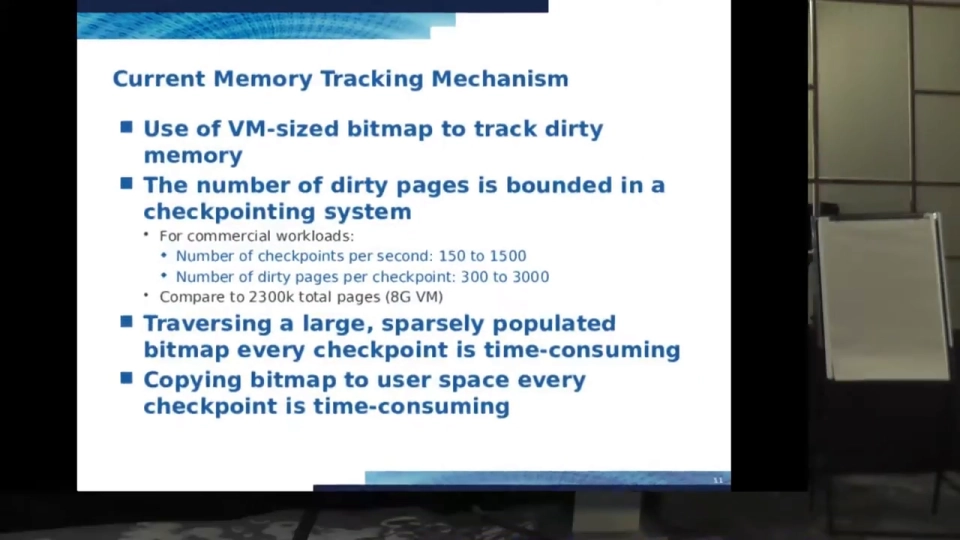 Current Memory Tracking Mechanism
Use of VM-sized bitmap to track dirty
memory
The number of dirty pages is bounded in a
checkpointing system
For commercial workloads:
Number of checkpoints per second: 150 to 1500
Number of dirty pages per checkpoint: 300 to 3000
Compare to 2300k total pages (8G VM)
Traversing a large, sparsely populated
bitmap every checkpoint is time-consuming
Copying bitmap to user space every
checkpoint is time-consuming
11